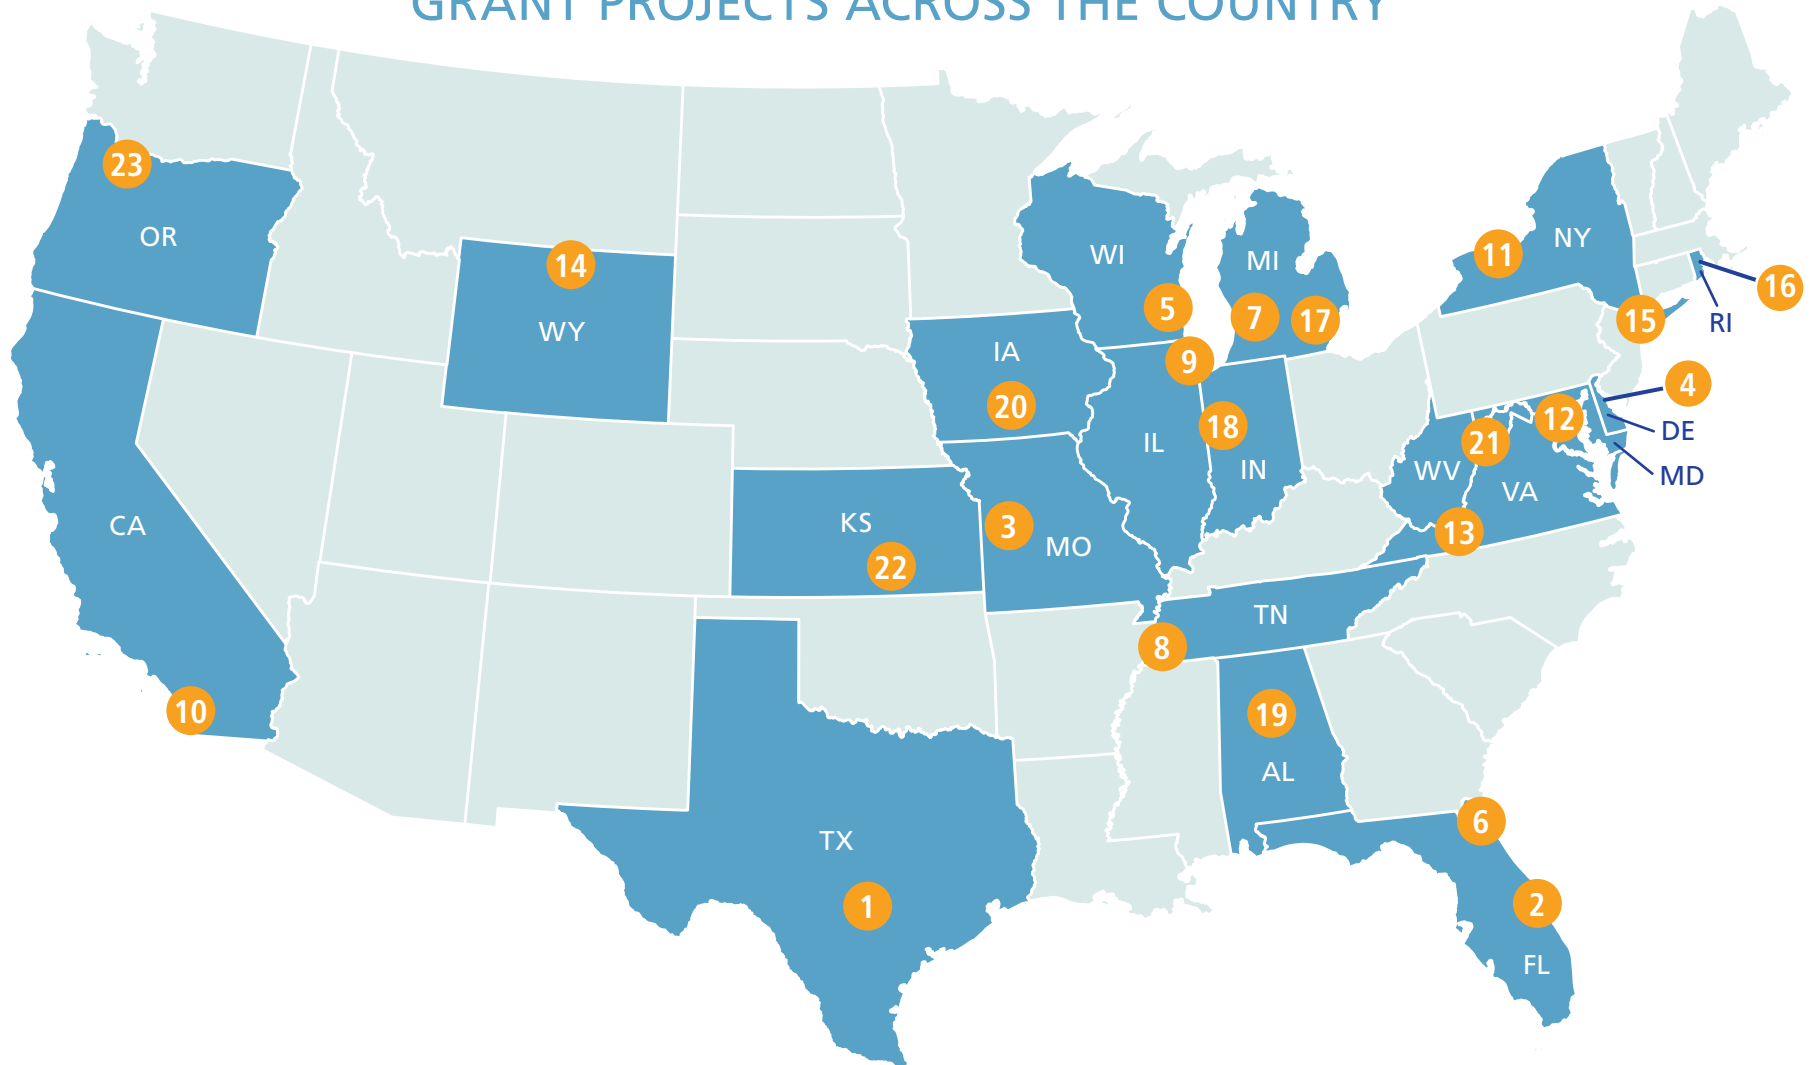 GRANT PROJECTS ACROSS THE COUNTRY
23
OR
14
WY
WI
5
MI
7
17
11
NY
16
15
RI
IA
20
9
18
IL
IN
4
12
DE
21
WV
MD
VA
13
CA
KS
22
3
MO
TN
8
10
19
AL
TX
1
6
2
FL